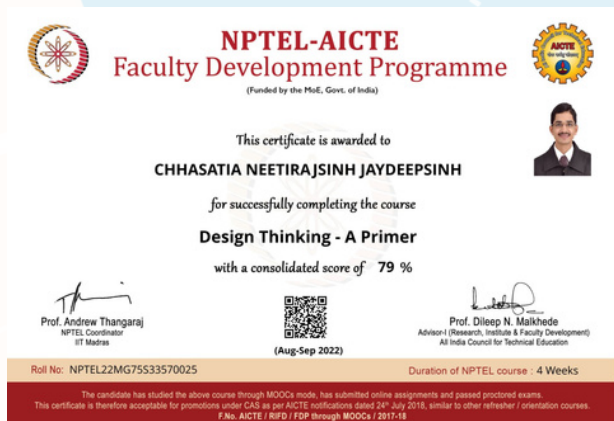 NPTEL-AICTE
Faculty Development Programme
(Funded by the MoE, Govt. of India)
AICTE
This certificate is awarded to
CHHASATIA NEETIRAJSINH JAYDEEPSINH
for successfully completing the course
Design Thinking - A Primer
with a consolidated score of 79 %
Prof. Andrew Thangaraj
NPTEL Coordinator
IIT Madras
(Aug-Sep 2022)
Prof. Dileep N. Malkhede
Advisor-I (Research, Institute & Faculty Development)
All India Council for Technical Education
Roll No: NPTEL22MG75S33570025
Duration of NPTEL course : 4 Weeks
The candidate has studied the above course through MOOCs mode, has submitted online assignments and passed proctored exams.
This certificate is therefore acceptable for promotions under CAS as per AICTE notifications dated 24th July 2018, similar to other refresher / orientation courses.
F.No. AICTE / RIFD / FDP through MOOCs / 2017-18